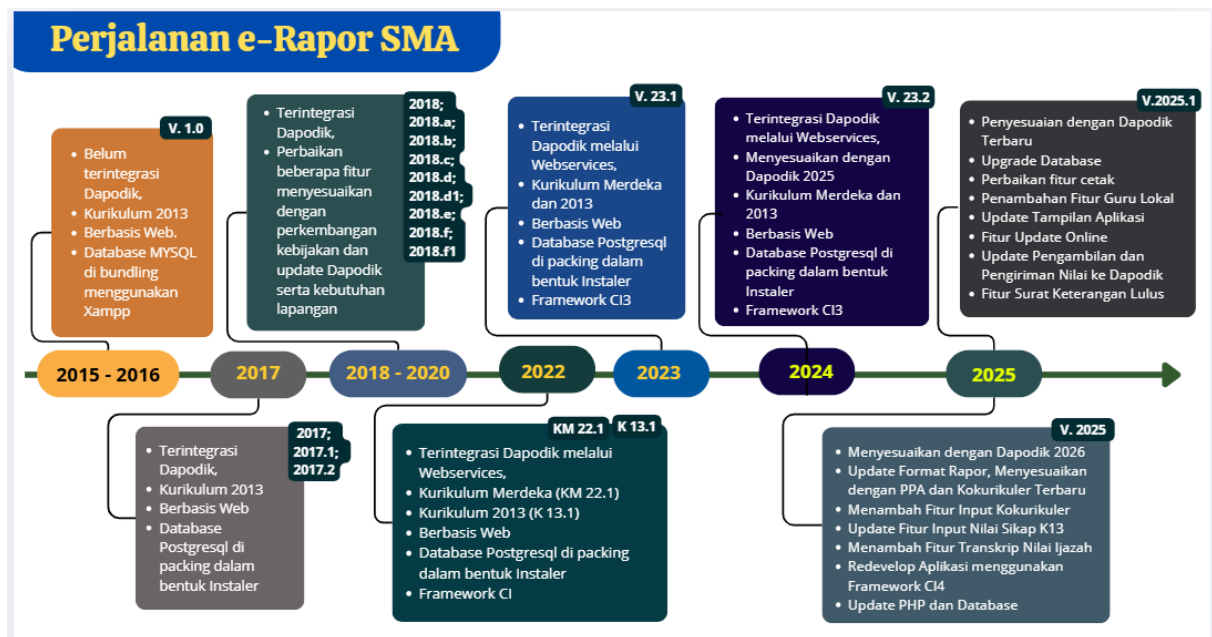 Perjalanan e-Rapor SMA
V. 1.0
• Belum
terintegrasi
Dapodik,
• Kurikulum 2013
• Berbasis Web.
• Database MYSQL
di bundling
menggunakan
Xampp
2018;
2018.a;
2018.b;
2018.c;
2018.d;
2018.d1;
2018.e;
2018.f;
2018.f1
• Terintegrasi
Dapodik,
• Perbaikan
beberapa fitur
menyesuaikan
dengan
perkembangan
kebijakan dan
update Dapodik
serta kebutuhan
lapangan
V. 23.1
• Terintegrasi
Dapodik melalui
Webservices,
• Kurikulum Merdeka
dan 2013
• Berbasis Web
• Database Postgresql
di packing dalam
bentuk Instaler
• Framework CI3
V. 23.2
• Terintegrasi Dapodik
melalui Webservices,
• Menyesuaikan dengan
Dapodik 2025
• Kurikulum Merdeka dan
2013
• Berbasis Web
• Database Postgresql di
packing dalam bentuk
Instaler
• Framework CI3
V.2025.1
• Penyesuaian dengan Dapodik
Terbaru
• Upgrade Database
• Perbaikan fitur cetak
• Penambahan Fitur Guru Lokal
• Update Tampilan Aplikasi
• Fitur Update Online
• Update Pengambilan dan
Pengiriman Nilai ke Dapodik
• Fitur Surat Keterangan Lulus
2015 - 2016
2017
2018 - 2020
2022
2023
2024
2025
2017;
2017.1;
2017.2
• Terintegrasi
Dapodik,
• Kurikulum 2013
• Berbasis Web
• Database
Postgresql di
packing dalam
bentuk Instaler
KM 22.1
K 13.1
• Terintegrasi Dapodik melalui
Webservices,
• Kurikulum Merdeka (KM 22.1)
• Kurikulum 2013 (K 13.1)
• Berbasis Web
• Database Postgresql di packing
dalam bentuk Instaler
• Framework CI
V. 2025
• Menyesuaikan dengan Dapodik 2026
• Update Format Rapor, Menyesuaikan
dengan PPA dan Kokurikuler Terbaru
• Menambah Fitur Input Kokurikuler
• Update Fitur Input Nilai Sikap K13
• Menambah Fitur Transkrip Nilai Ijazah
• Redevelop Aplikasi menggunakan
Framework CI4
• Update PHP dan Database